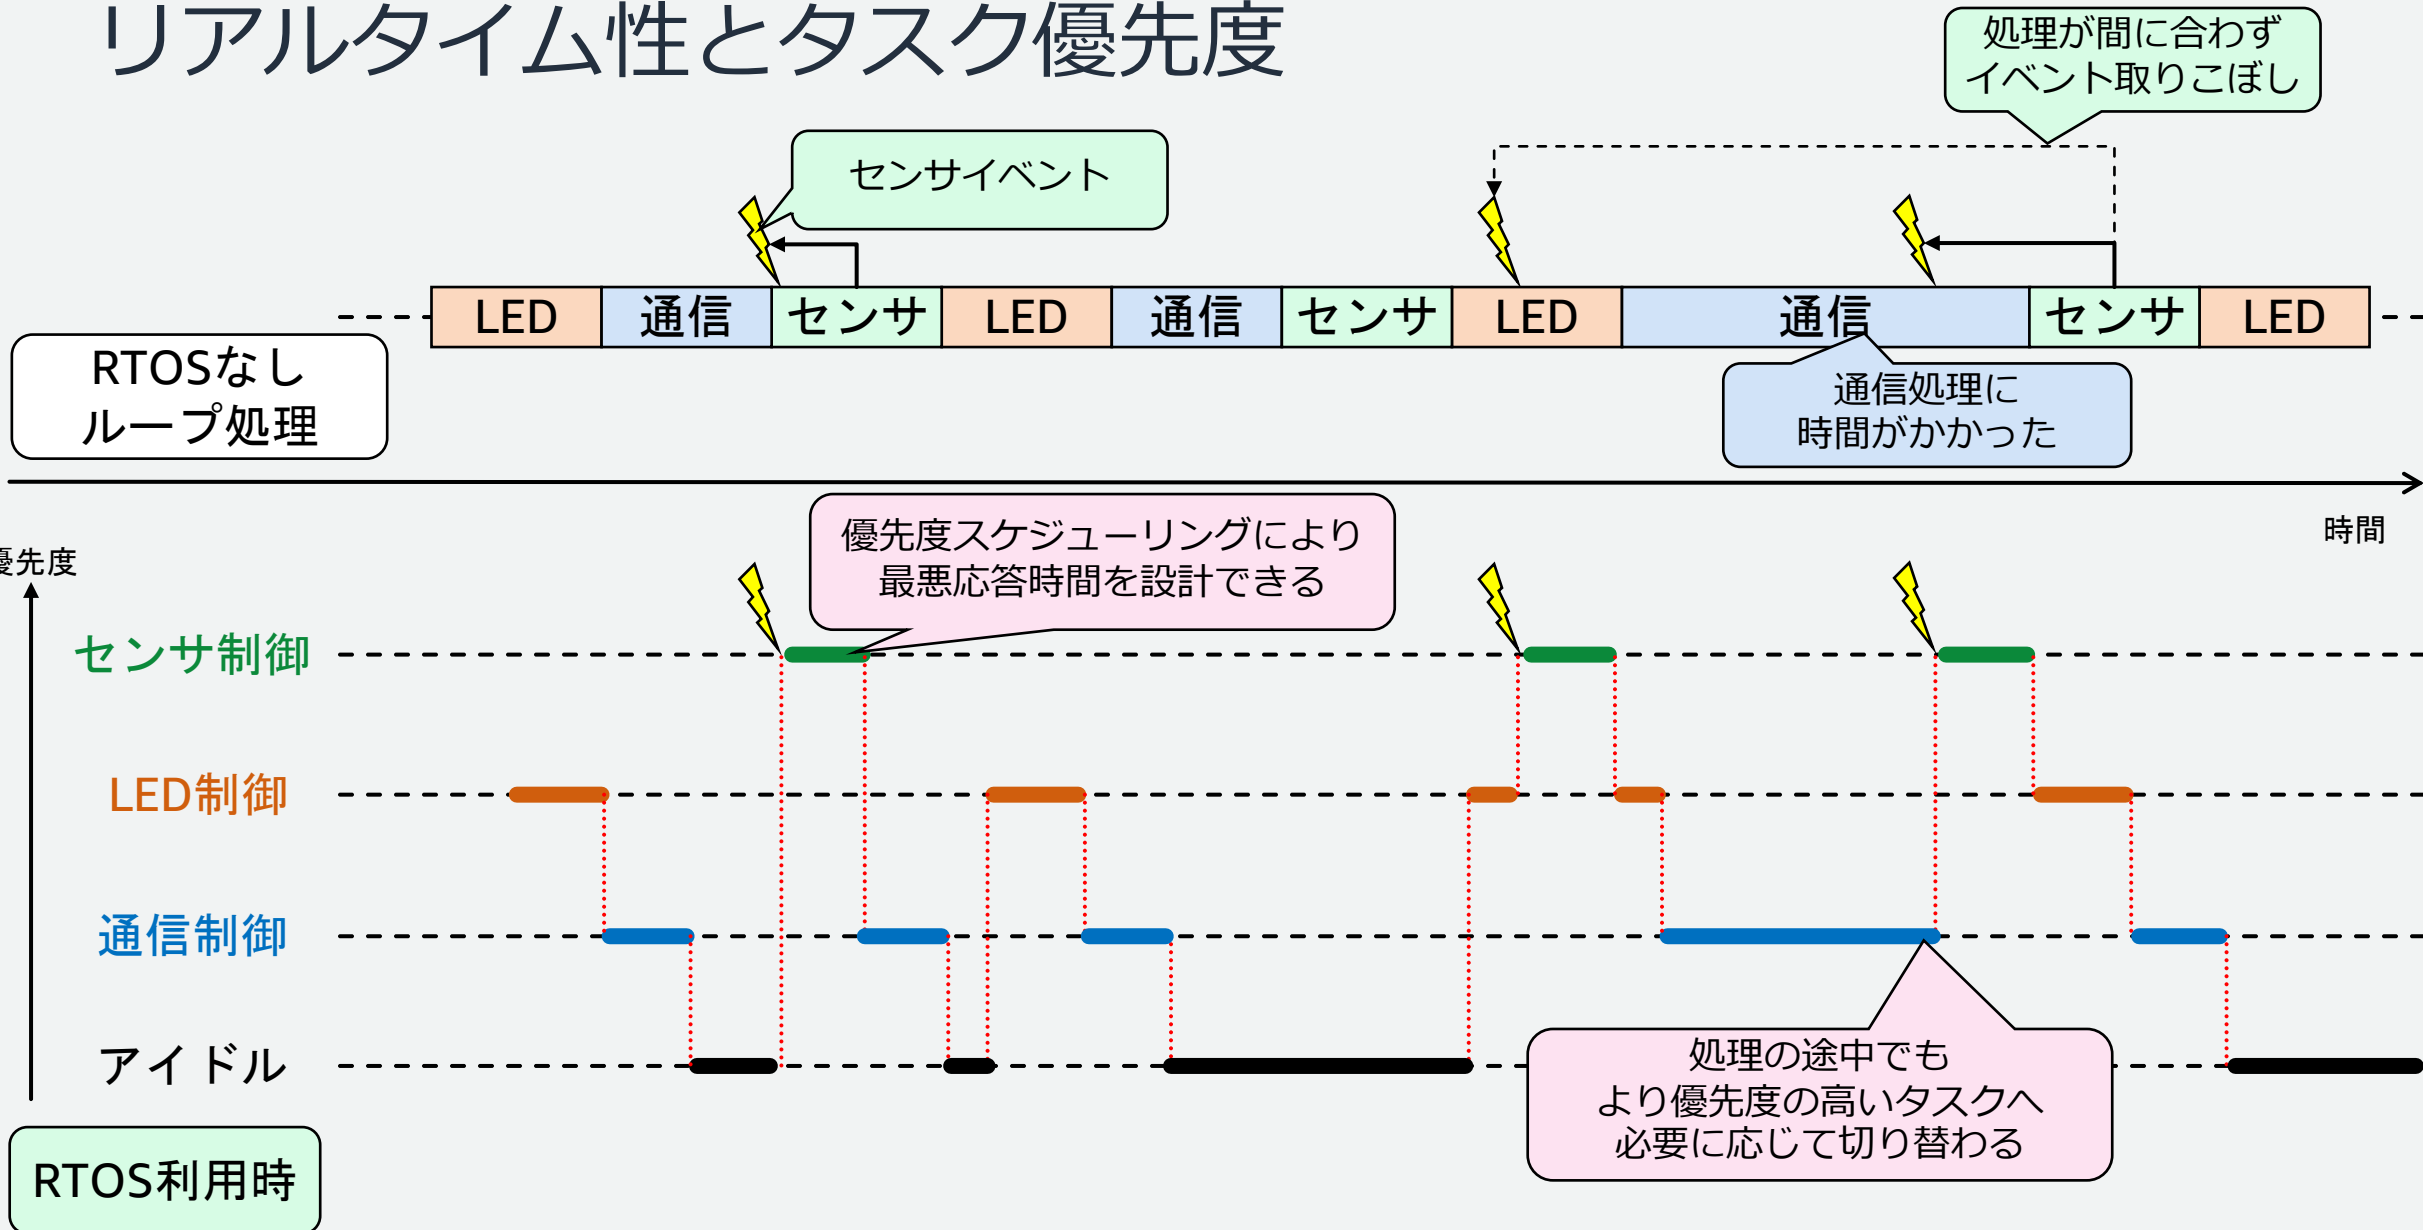 リアルタイム性とタスク優先度
処理が間に合わず
イベント取りこぼし
センサイベント
LED
通信
センサ
LED
通信
センサ
LED
通信
センサ
LED
RTOSなし
ループ処理
通信処理に
時間がかかった
時間
優先度
優先度スケジューリングにより
最悪応答時間を設計できる
センサ制御
LED制御
通信制御
アイドル
処理の途中でも
より優先度の高いタスクへ
必要に応じて切り替わる
RTOS利用時